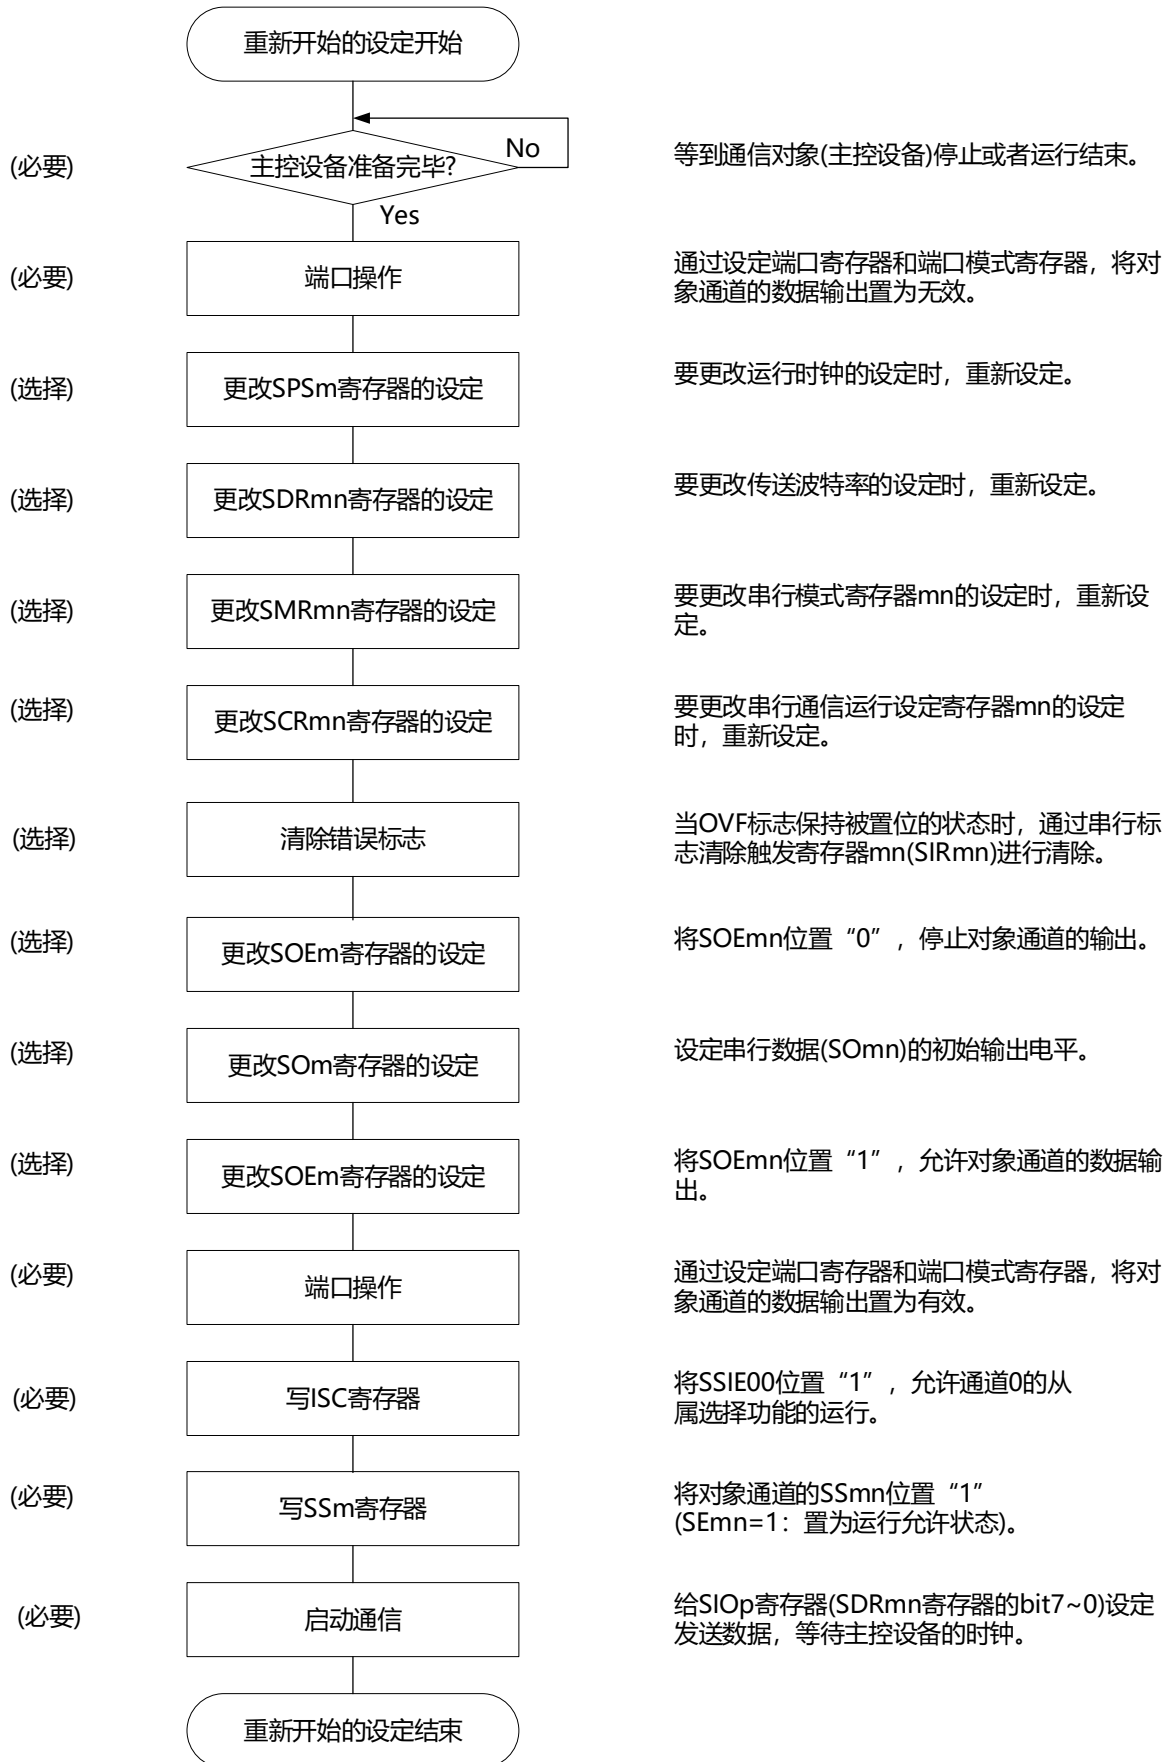 重新开始的设定开始
(必要)
主控设备准备完毕?
No
等到通信对象(主控设备)停止或者运行结束。
Yes
(必要)
端口操作
通过设定端口寄存器和端口模式寄存器，将对
象通道的数据输出置为无效。
(选择)
更改SPSm寄存器的设定
要更改运行时钟的设定时，重新设定。
(选择)
更改SDRmn寄存器的设定
要更改传送波特率的设定时，重新设定。
(选择)
更改SMRmn寄存器的设定
要更改串行模式寄存器mn的设定时，重新设
定。
(选择)
更改SCRmn寄存器的设定
要更改串行通信运行设定寄存器mn的设定
时，重新设定。
(选择)
清除错误标志
当OVF标志保持被置位的状态时，通过串行标
志清除触发寄存器mn(SIRmn)进行清除。
(选择)
更改SOEm寄存器的设定
将SOEmn位置“0”，停止对象通道的输出。
(选择)
更改SOm寄存器的设定
设定串行数据(SOmn)的初始输出电平。
(选择)
更改SOEm寄存器的设定
将SOEmn位置“1”，允许对象通道的数据输
出。
(必要)
端口操作
通过设定端口寄存器和端口模式寄存器，将对
象通道的数据输出置为有效。
(必要)
写ISC寄存器
将SSIE00位置“1”，允许通道0的从
属选择功能的运行。
(必要)
写SSm寄存器
将对象通道的SSmn位置“1”
(SEmn=1：置为运行允许状态)。
(必要)
启动通信
给SIOp寄存器(SDRmn寄存器的bit7~0)设定
发送数据，等待主控设备的时钟。
重新开始的设定结束